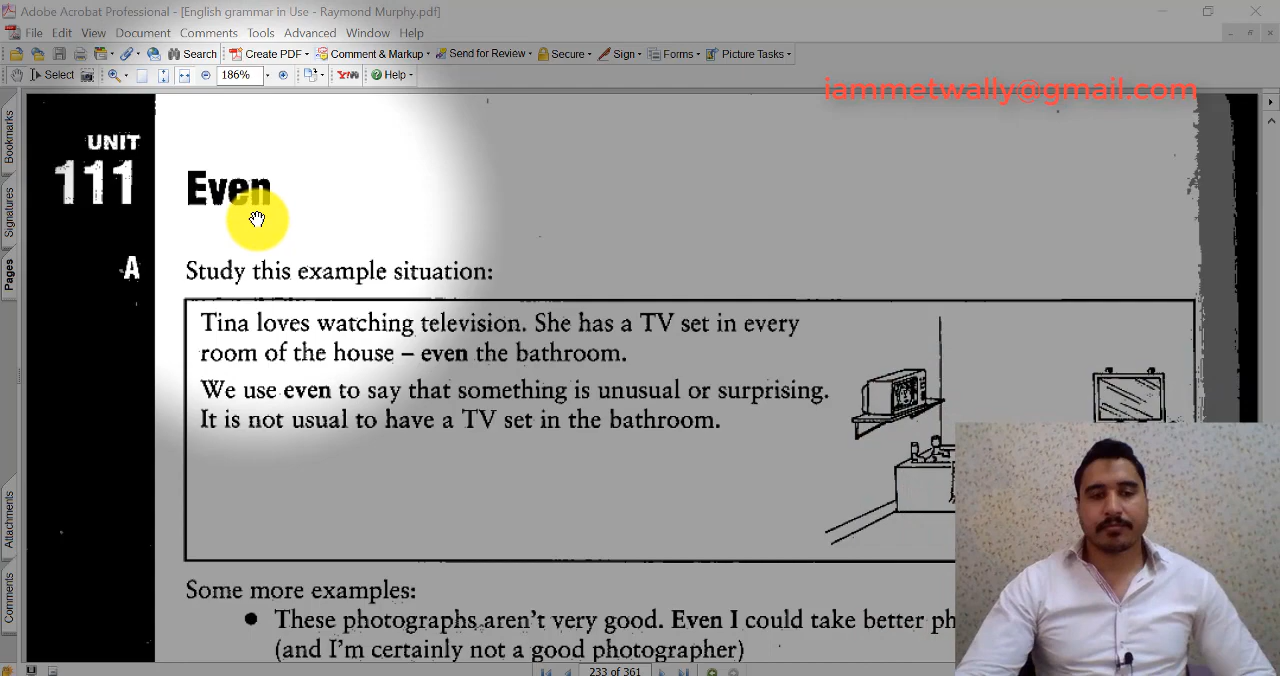 Adobe Acrobat Professional - [English grammar in Use - Raymond Murphy.pdf]
File Edit View Document Comments Tools Advanced Window Help
Search Create PDF Comment & Markup Send for Review Secure Sign Forms Picture Tasks
Select 186% Y! Help
iammetwally@gmail.com
Bookmarks
Signatures
Pages
Attachments
Comments
UNIT
111
Even
A
Study this example situation:
Tina loves watching television. She has a TV set in every
room of the house – even the bathroom.
We use even to say that something is unusual or surprising.
It is not usual to have a TV set in the bathroom.
Some more examples:
• These photographs aren't very good. Even I could take better ph
(and I'm certainly not a good photographer)
233 of 361